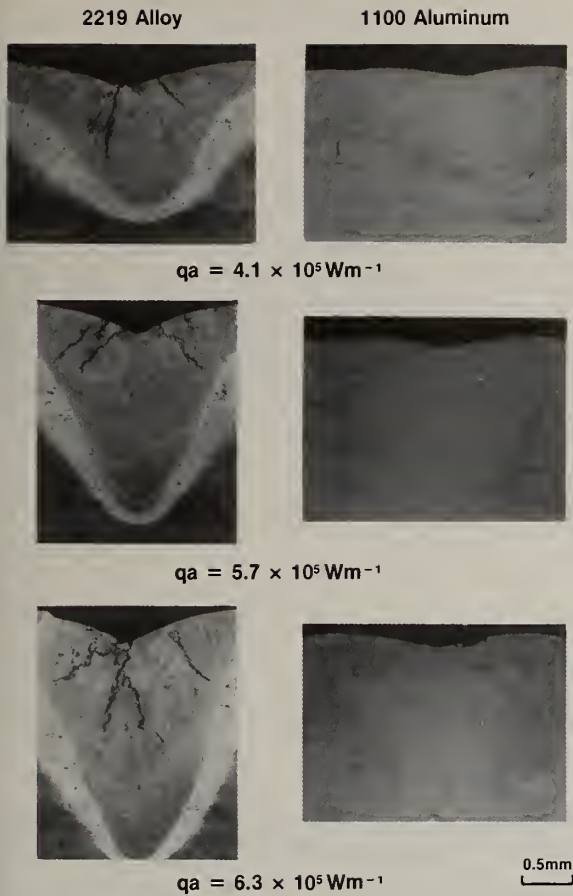 2219 Alloy 1100 Aluminum
qa = 4.1 × 10⁵ Wm⁻¹
qa = 5.7 × 10⁵ Wm⁻¹
qa = 6.3 × 10⁵ Wm⁻¹
0.5mm